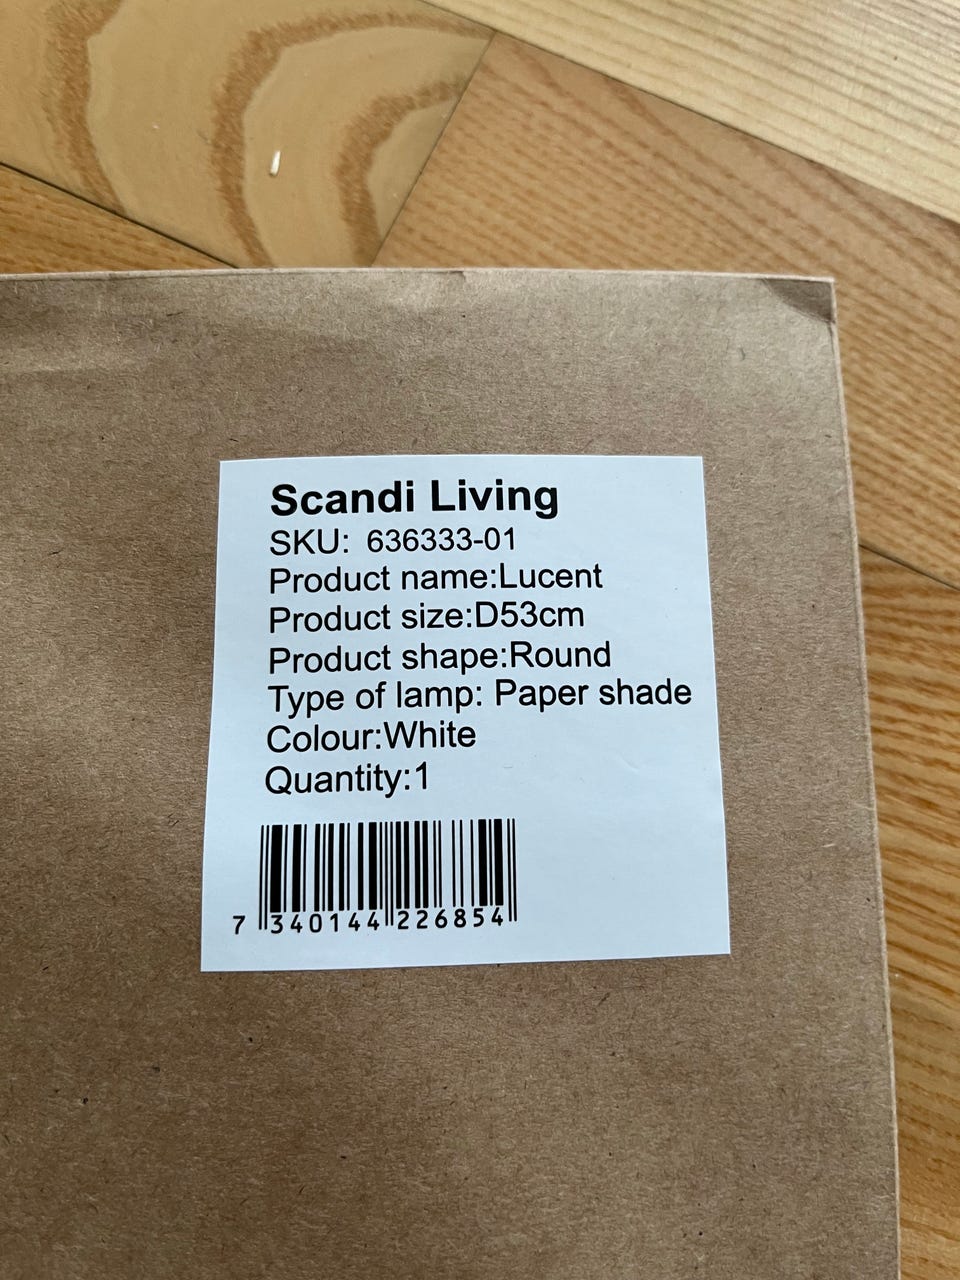 Scandi Living
SKU: 636333-01
Product name:Lucent
Product size:D53cm
Product shape:Round
Type of lamp: Paper shade
Colour:White
Quantity:1
7 340144 226854